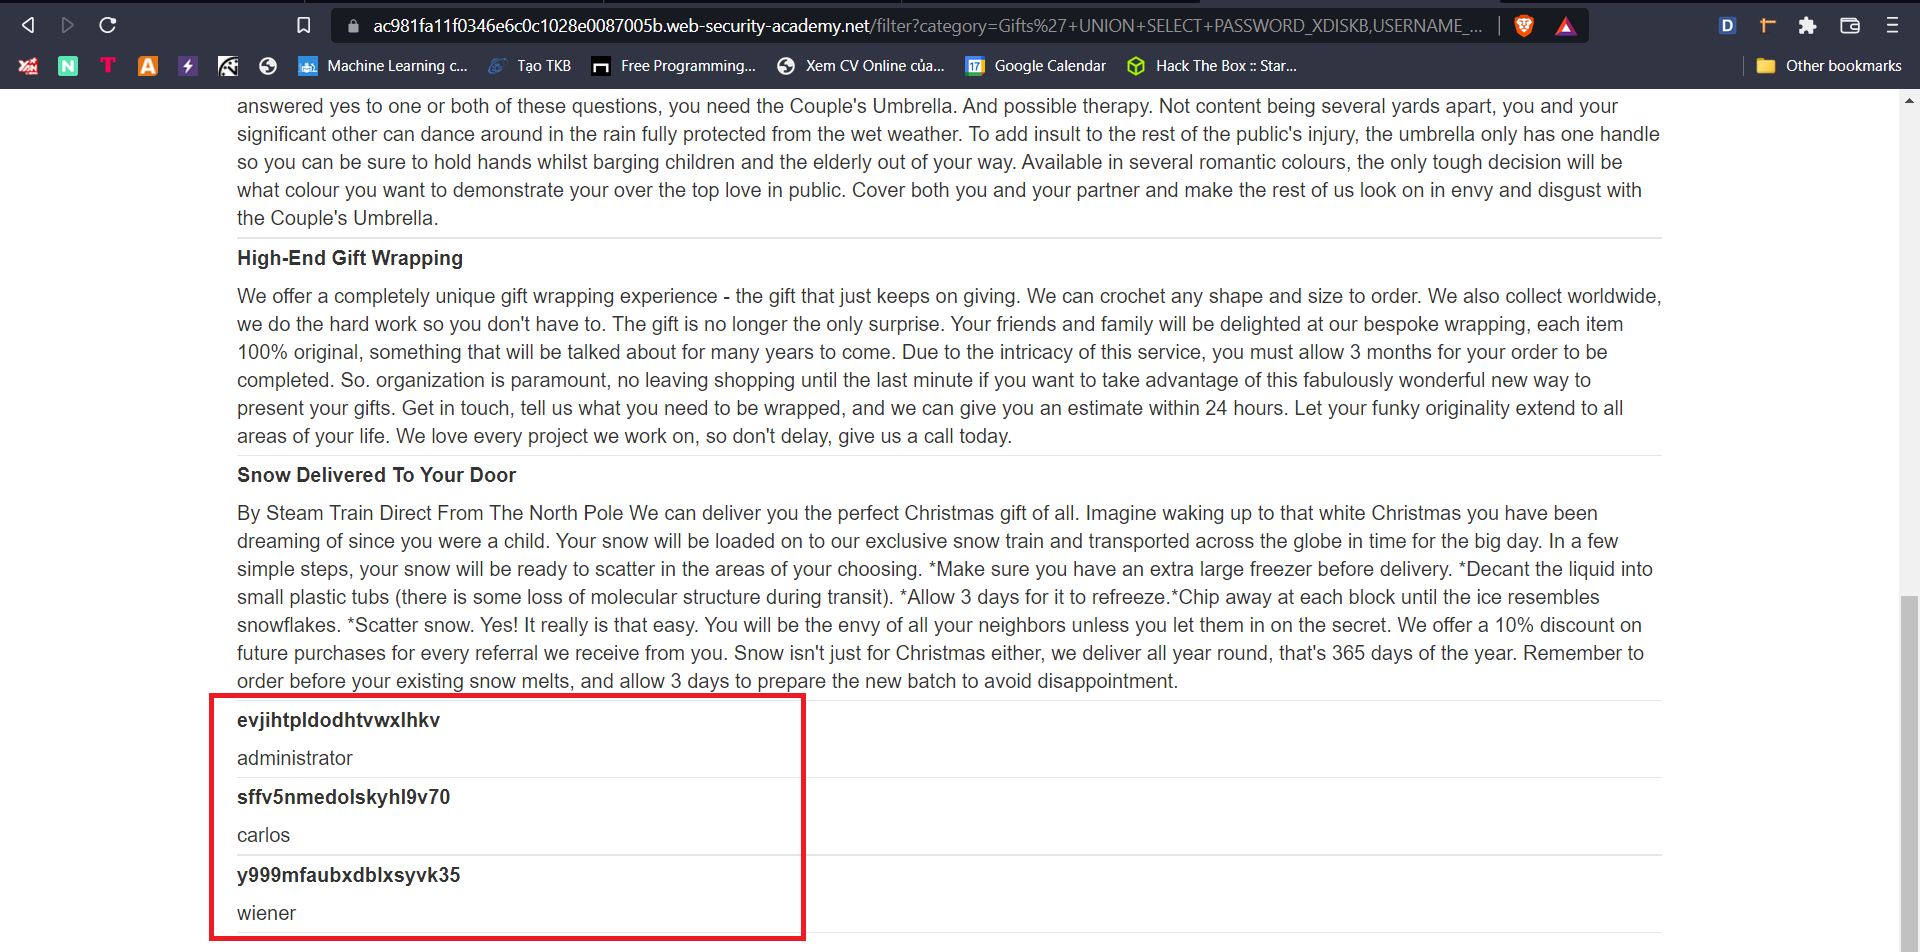 ac981fa11f0346e6c0c1028e0087005b.web-security-academy.net/filter?category=Gifts%27+UNION+SELECT+PASSWORD_XDISKB,USERNAME_...
Machine Learning c... Tạo TKB Free Programming... Xem CV Online của... 17 Google Calendar Hack The Box :: Star... Other bookmarks
answered yes to one or both of these questions, you need the Couple's Umbrella. And possible therapy. Not content being several yards apart, you and your
significant other can dance around in the rain fully protected from the wet weather. To add insult to the rest of the public's injury, the umbrella only has one handle
so you can be sure to hold hands whilst barging children and the elderly out of your way. Available in several romantic colours, the only tough decision will be
what colour you want to demonstrate your over the top love in public. Cover both you and your partner and make the rest of us look on in envy and disgust with
the Couple's Umbrella.
High-End Gift Wrapping
We offer a completely unique gift wrapping experience - the gift that just keeps on giving. We can crochet any shape and size to order. We also collect worldwide,
we do the hard work so you don't have to. The gift is no longer the only surprise. Your friends and family will be delighted at our bespoke wrapping, each item
100% original, something that will be talked about for many years to come. Due to the intricacy of this service, you must allow 3 months for your order to be
completed. So. organization is paramount, no leaving shopping until the last minute if you want to take advantage of this fabulously wonderful new way to
present your gifts. Get in touch, tell us what you need to be wrapped, and we can give you an estimate within 24 hours. Let your funky originality extend to all
areas of your life. We love every project we work on, so don't delay, give us a call today.
Snow Delivered To Your Door
By Steam Train Direct From The North Pole We can deliver you the perfect Christmas gift of all. Imagine waking up to that white Christmas you have been
dreaming of since you were a child. Your snow will be loaded on to our exclusive snow train and transported across the globe in time for the big day. In a few
simple steps, your snow will be ready to scatter in the areas of your choosing. *Make sure you have an extra large freezer before delivery. *Decant the liquid into
small plastic tubs (there is some loss of molecular structure during transit). *Allow 3 days for it to refreeze.*Chip away at each block until the ice resembles
snowflakes. *Scatter snow. Yes! It really is that easy. You will be the envy of all your neighbors unless you let them in on the secret. We offer a 10% discount on
future purchases for every referral we receive from you. Snow isn't just for Christmas either, we deliver all year round, that's 365 days of the year. Remember to
order before your existing snow melts, and allow 3 days to prepare the new batch to avoid disappointment.
evjihtpldodhtvwxlhkv
administrator
sffv5nmedolskyhl9v70
carlos
y999mfaubxdblxsyvk35
wiener